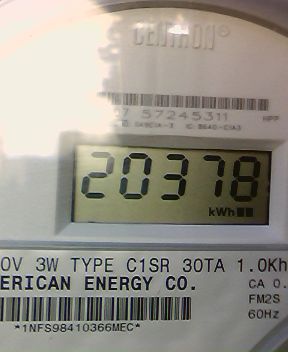 CENTRON®
57245311 HPP
20378
kWh
0V 3W TYPE C1SR 30TA 1.0Kh
ERICAN ENERGY CO. CA 0.
FM2S
*1NFS98410366MEC* 60Hz